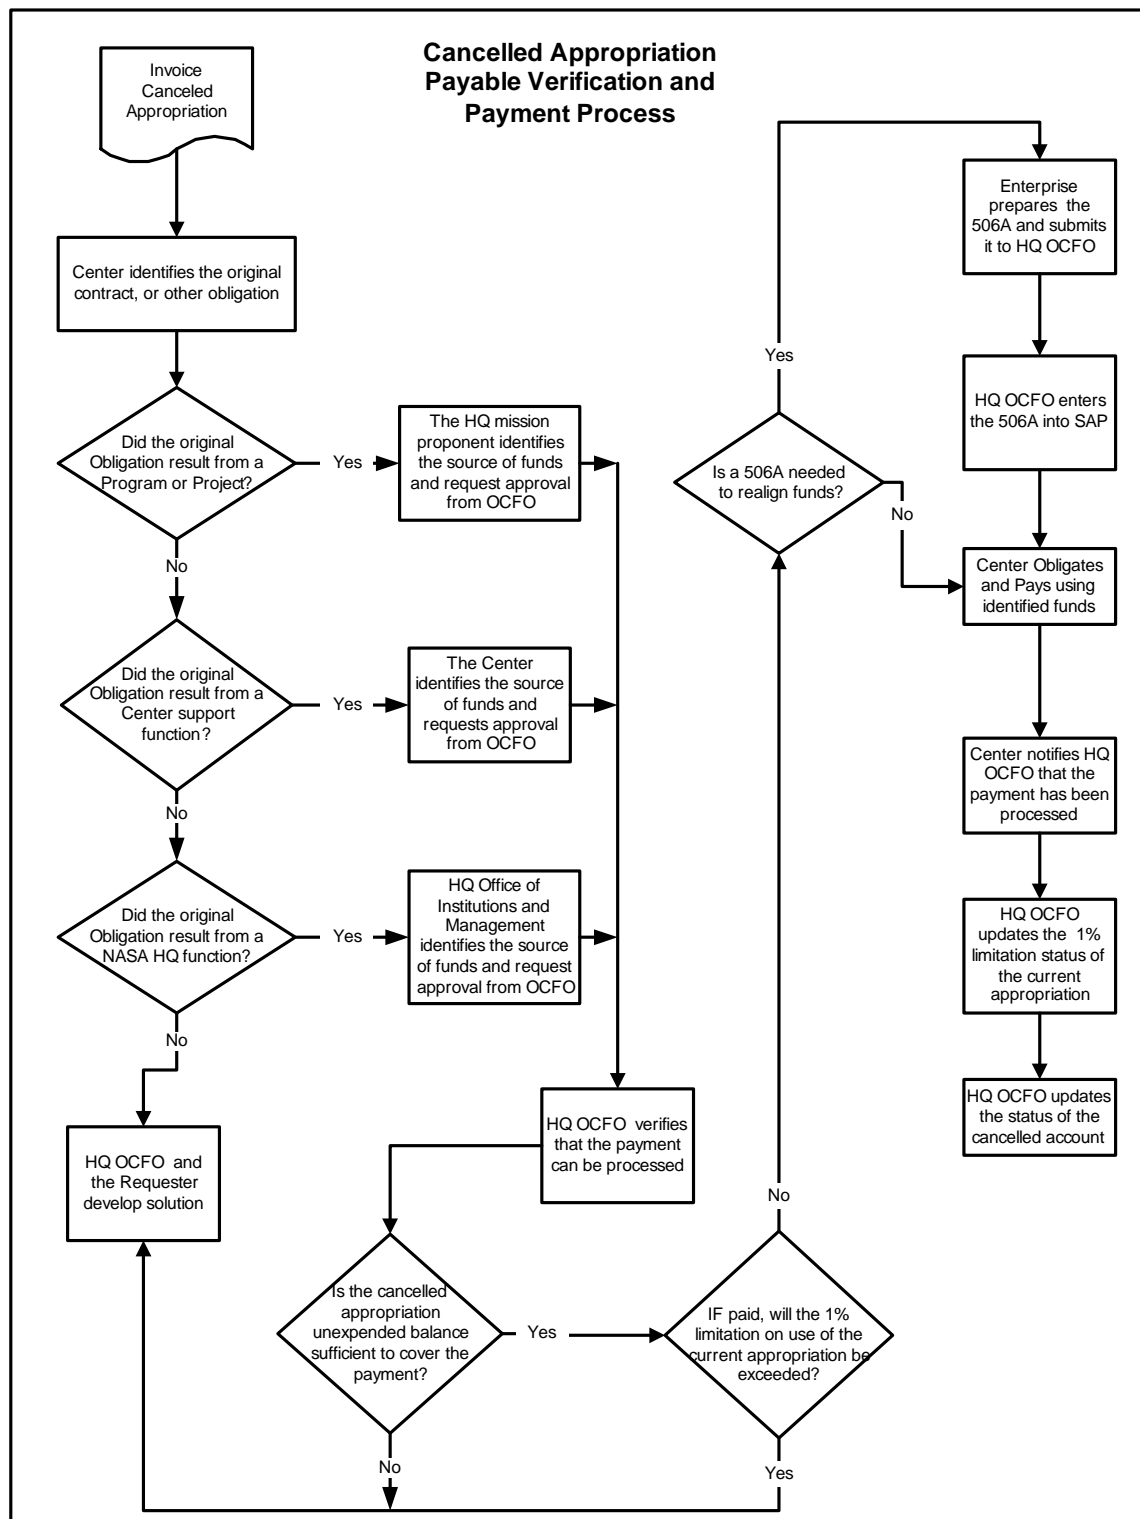 Cancelled Appropriation
Payable Verification and
Payment Process
Invoice
Canceled
Appropriation
Center identifies the original
contract, or other obligation
Did the original
Obligation result from a
Program or Project?
Yes
The HQ mission
proponent identifies
the source of funds
and request approval
from OCFO
No
Did the original
Obligation result from a
Center support
function?
Yes
The Center
identifies the source
of funds and
requests approval
from OCFO
No
Did the original
Obligation result from a
NASA HQ function?
Yes
HQ Office of
Institutions and
Management
identifies the source
of funds and request
approval from OCFO
No
HQ OCFO and
the Requester
develop solution
HQ OCFO verifies
that the payment
can be processed
Is the cancelled
appropriation
unexpended balance
sufficient to cover the
payment?
Yes
No
IF paid, will the 1%
limitation on use of the
current appropriation be
exceeded?
Yes
No
Is a 506A needed
to realign funds?
Yes
No
Enterprise
prepares the
506A and submits
it to HQ OCFO
HQ OCFO enters
the 506A into SAP
Center Obligates
and Pays using
identified funds
Center notifies HQ
OCFO that the
payment has been
processed
HQ OCFO
updates the 1%
limitation status of
the current
appropriation
HQ OCFO updates
the status of the
cancelled account